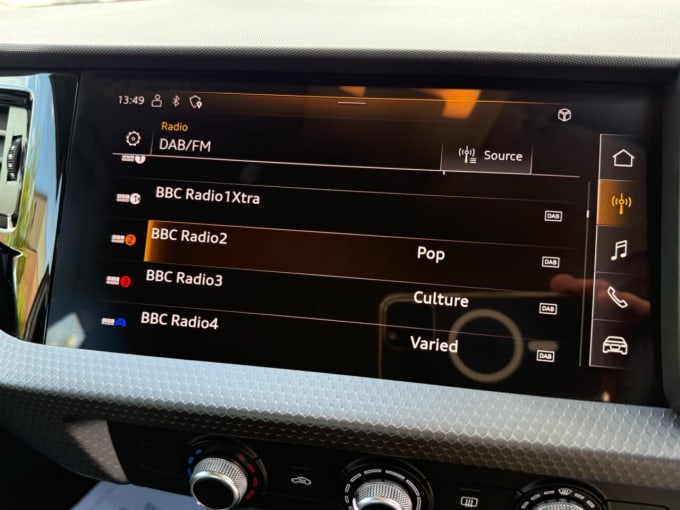 13:49
Radio
DAB/FM
Source
BBC Radio1Xtra
DAB
BBC Radio2
Pop
DAB
BBC Radio3
Culture
DAB
BBC Radio4
Varied
DAB